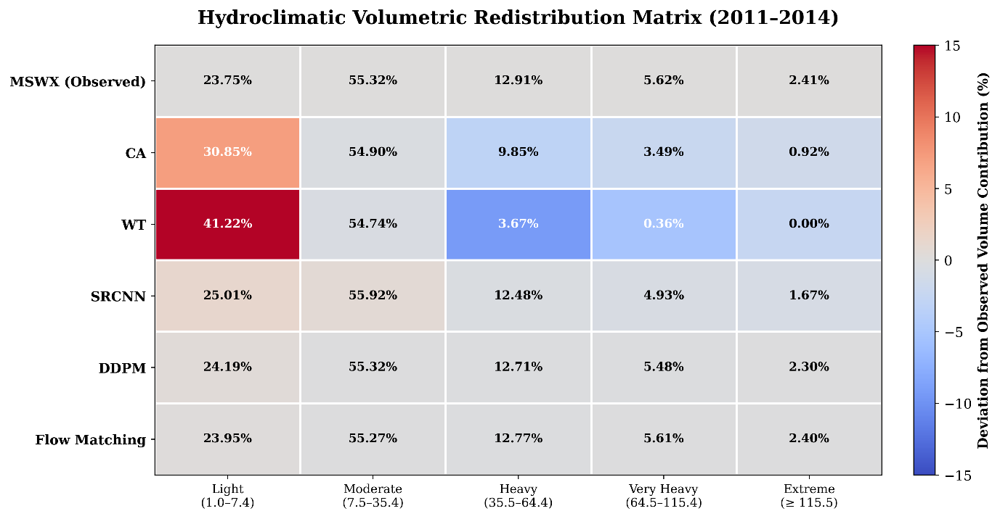 Hydroclimatic Volumetric Redistribution Matrix (2011–2014)
MSWX (Observed) 23.75% 55.32% 12.91% 5.62% 2.41%
CA 30.85% 54.90% 9.85% 3.49% 0.92%
WT 41.22% 54.74% 3.67% 0.36% 0.00%
SRCNN 25.01% 55.92% 12.48% 4.93% 1.67%
DDPM 24.19% 55.32% 12.71% 5.48% 2.30%
Flow Matching 23.95% 55.27% 12.77% 5.61% 2.40%
Light Moderate Heavy Very Heavy Extreme
(1.0–7.4) (7.5–35.4) (35.5–64.4) (64.5–115.4) (≥ 115.5)
15
10
5
0
−5
−10
−15
Deviation from Observed Volume Contribution (%)